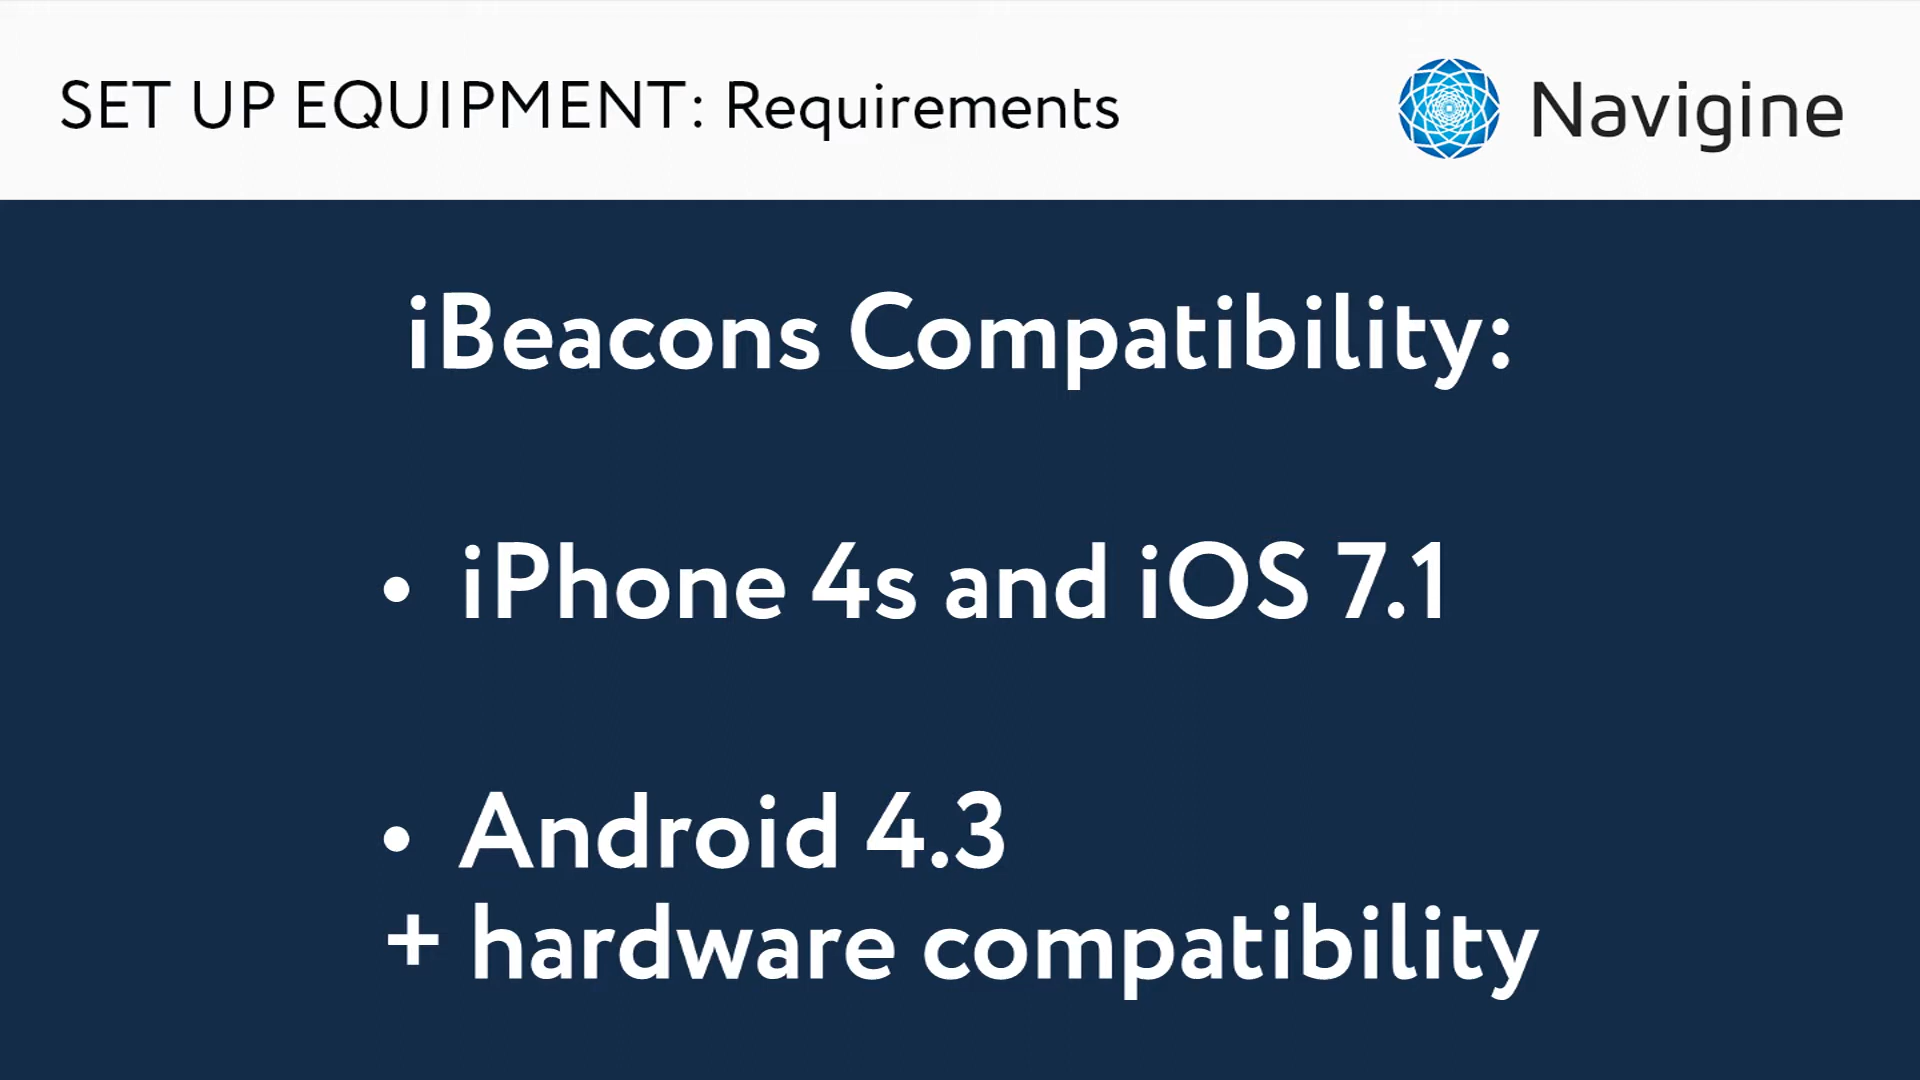 SET UP EQUIPMENT: Requirements
Navigine
iBeacons Compatibility:
• iPhone 4s and iOS 7.1
• Android 4.3
+ hardware compatibility